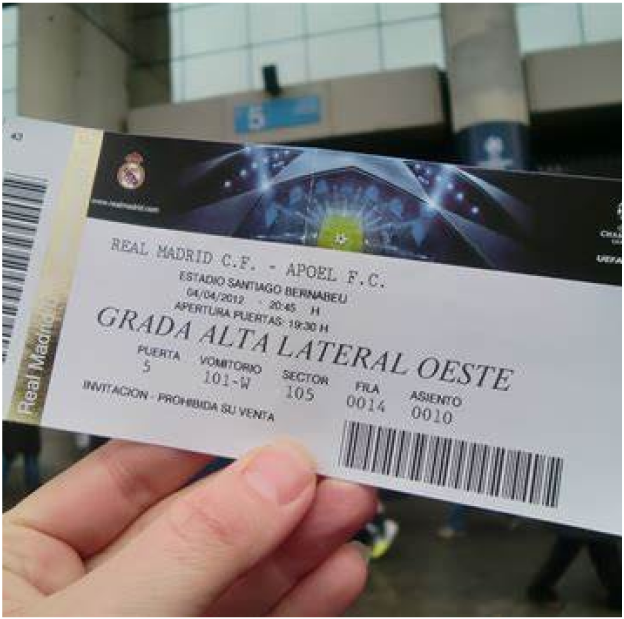 5
43
www.realmadrid.com
CHAM
UEFA
Real Madrid
REAL MADRID C.F. - APOEL F.C.
ESTADIO SANTIAGO BERNABEU
04/04/2012 - 20:45 H
APERTURA PUERTAS: 19:30 H
GRADA ALTA LATERAL OESTE
PUERTA VOMITORIO SECTOR FILA ASIENTO
5 101-W 105 0014 0010
INVITACION - PROHIBIDA SU VENTA